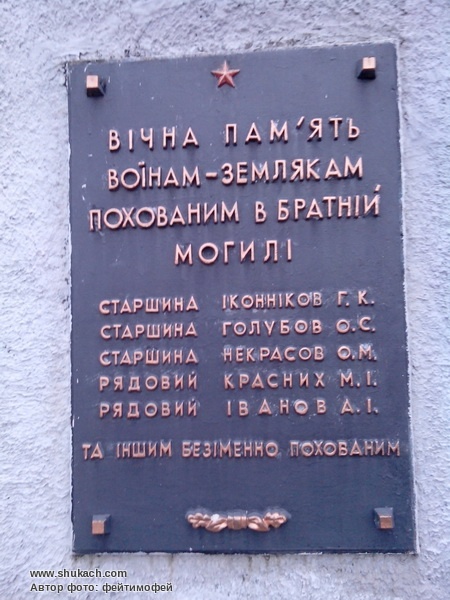 ВІЧНА ПАМ'ЯТЬ
ВОЇНАМ-ЗЕМЛЯКАМ
ПОХОВАНИМ В БРАТНІЙ
МОГИЛІ
СТАРШИНА ІКОННІКОВ Г. К.
СТАРШИНА ГОЛУБОВ О.С.
СТАРШИНА НЕКРАСОВ О.М.
РЯДОВИЙ КРАСНИХ М.І.
РЯДОВИЙ ІВАНОВ А.І.
ТА ІНШИМ БЕЗІМЕННО ПОХОВАНИМ
www.shukach.com
Автор фото: фейтимофей